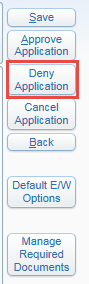 Save
Approve
Application
Deny
Application
Cancel
Application
Back
Default E/W
Options
Manage
Required
Documents